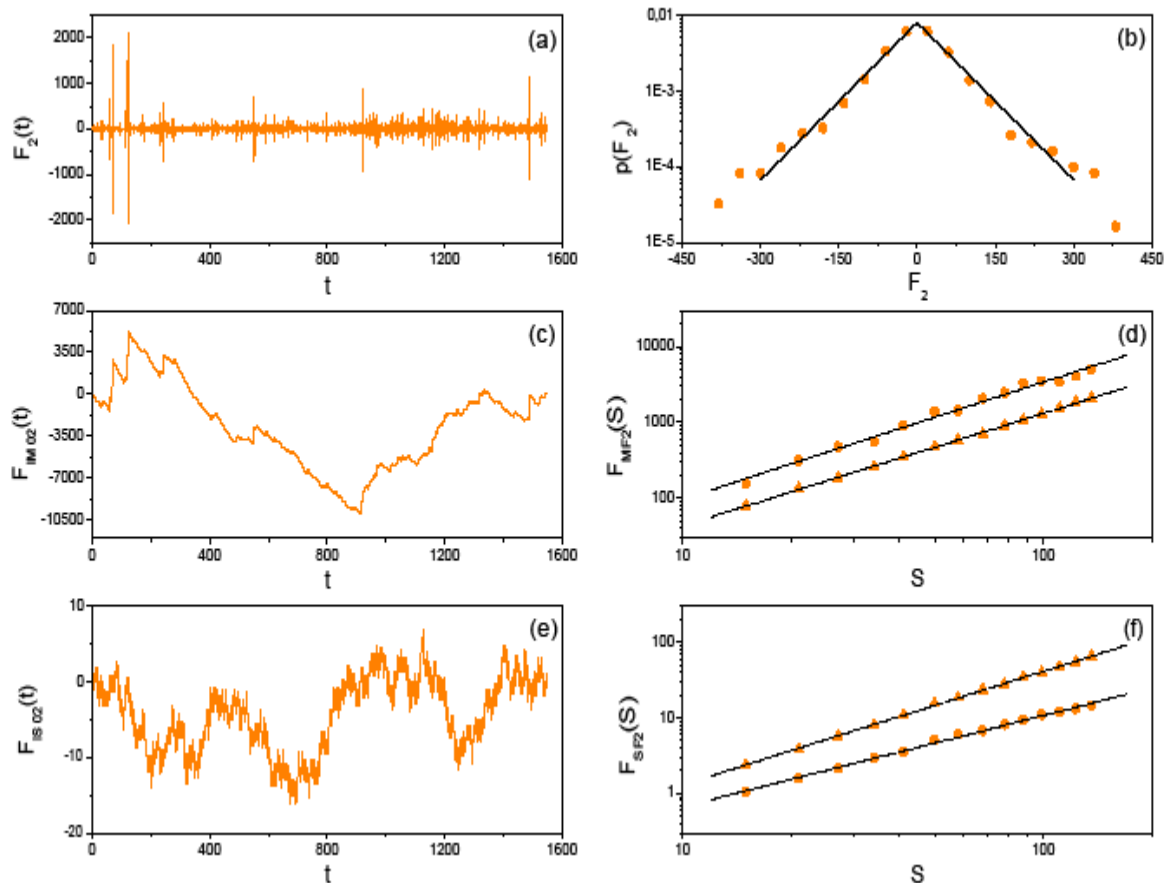 (a)
F2(t)
2000
1000
0
-1000
-2000
0 400 800 1200 1600
t
(b)
p(F2)
0,01
1E-3
1E-4
1E-5
-450 -300 -150 0 150 300 450
F2
(c)
FIM 02(t)
7000
3500
0
-3500
-7000
-10500
0 400 800 1200 1600
t
(d)
FMF2(S)
10000
1000
100
10 100
S
(e)
FIS 02(t)
10
0
-10
-20
0 400 800 1200 1600
t
(f)
FSF2(S)
100
10
1
10 100
S